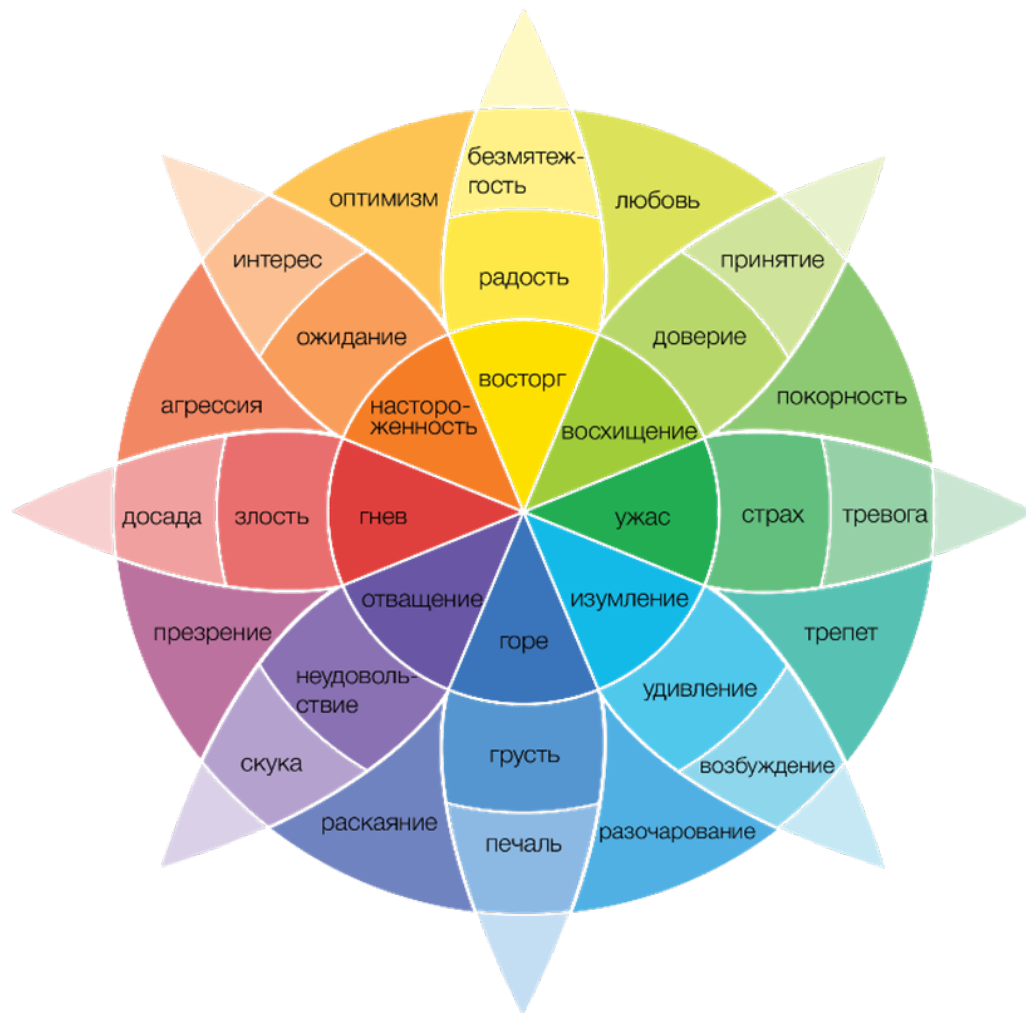 безмятеж-
гость
оптимизм
любовь
интерес
принятие
радость
ожидание
доверие
восторг
агрессия
насторо-
женность
восхищение
покорность
досада
злость
гнев
ужас
страх
тревога
отващение
изумление
презрение
горе
трепет
неудоволь-
ствие
удивление
скука
грусть
возбуждение
раскаяние
печаль
разочарование